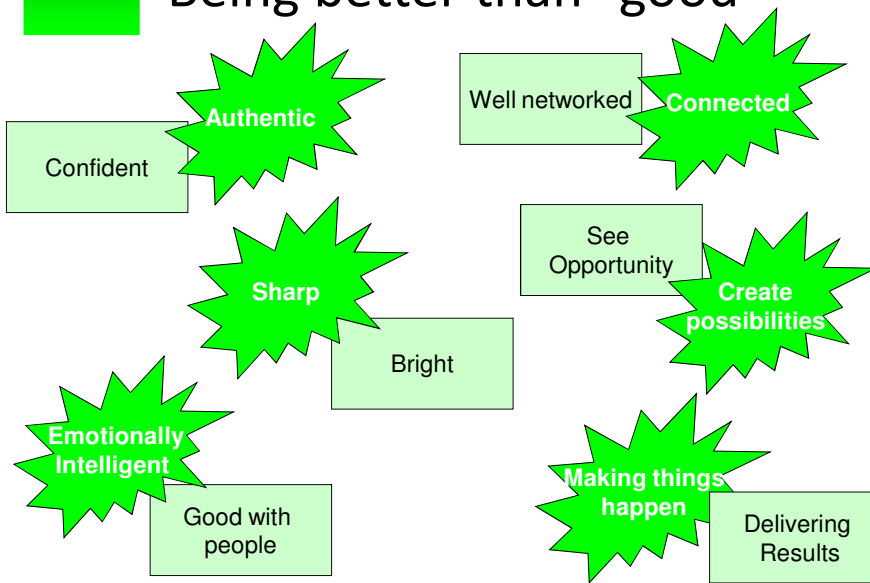 Being better than "good"
Authentic
Confident
Well networked
Connected
Sharp
Bright
See
Opportunity
Create
possibilities
Emotionally
Intelligent
Good with
people
Making things
happen
Delivering
Results